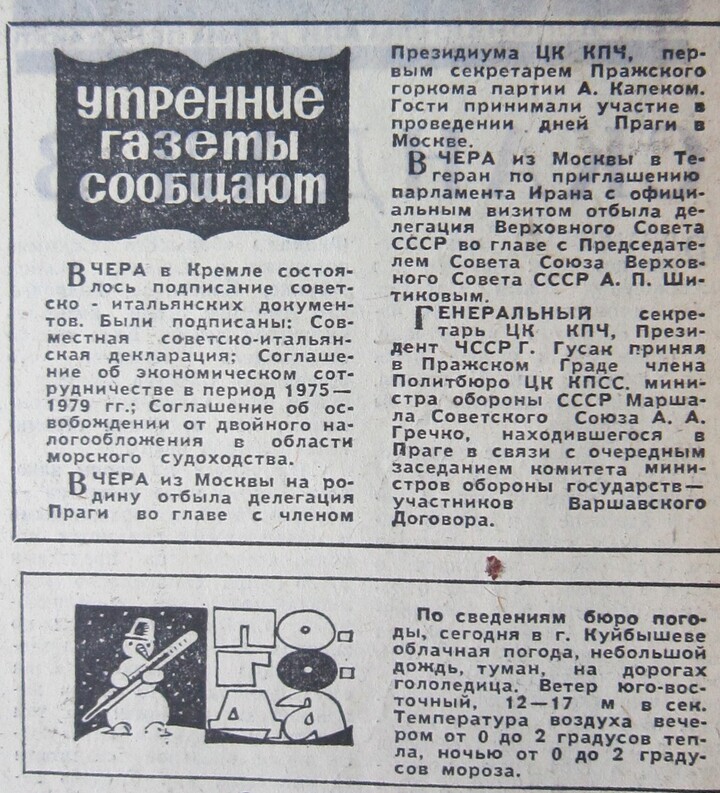 утренние
газеты
сообщают
ВЧЕРА в Кремле состоя-
лось подписание совет-
ско - итальянских докумен-
тов. Были подписаны: Сов-
местная советско-итальян-
ская декларация; Соглаше-
ние об экономическом сот-
рудничестве в период 1975—
1979 гг.; Соглашение об ос-
вобождении от двойного на-
логообложения в области
морского судоходства.
ВЧЕРА из Москвы на ро-
дину отбыла делегация
Праги во главе с членом
Президиума ЦК КПЧ, пер-
вым секретарем Пражского
горкома партии А. Капеком.
Гости принимали участие в
проведении дней Праги в
Москве.
ВЧЕРА из Москвы в Те-
геран по приглашению
парламента Ирана с офици-
альным визитом отбыла де-
легация Верховного Совета
СССР во главе с Председате-
лем Совета Союза Верхов-
ного Совета СССР А. П. Ши-
тиковым.
ГЕНЕРАЛЬНЫЙ секре-
тарь ЦК КПЧ, Прези-
дент ЧССР Г. Гусак принял
в Пражском Граде члена
Политбюро ЦК КПСС. мини-
стра обороны СССР Марша-
ла Советского Союза А. А.
Гречко, находившегося в
Праге в связи с очередным
заседанием комитета мини-
стров обороны государств—
участников Варшавского
Договора.
ПО-
ГО-
Да
По сведениям бюро пого-
ды, сегодня в г. Куйбышеве
облачная погода, небольшой
дождь, туман, на дорогах
гололедица. Ветер юго-вос-
точный, 12—17 м в сек.
Температура воздуха вече-
ром от 0 до 2 градусов теп-
ла, ночью от 0 до 2 граду-
сов мороза.